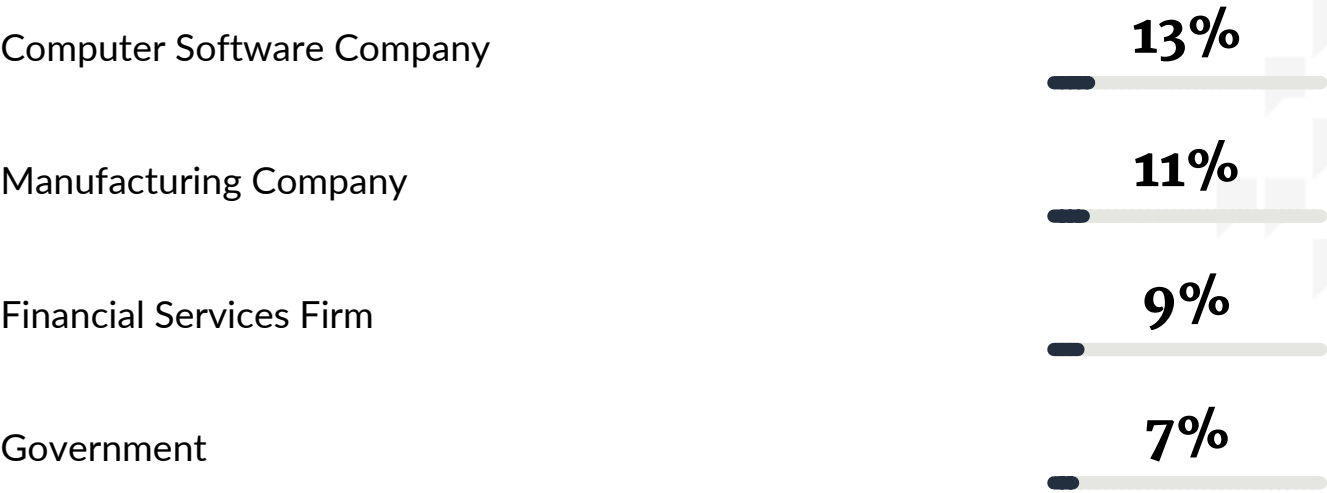 Computer Software Company 13%
Manufacturing Company 11%
Financial Services Firm 9%
Government 7%